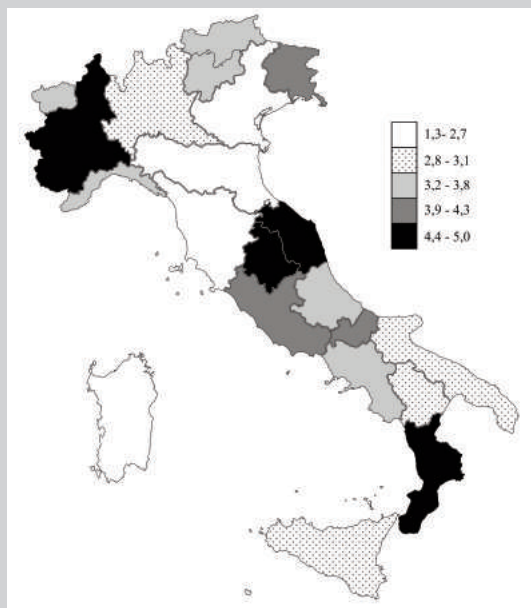 1,3- 2,7
2,8 - 3,1
3,2 - 3,8
3,9 - 4,3
4,4 - 5,0